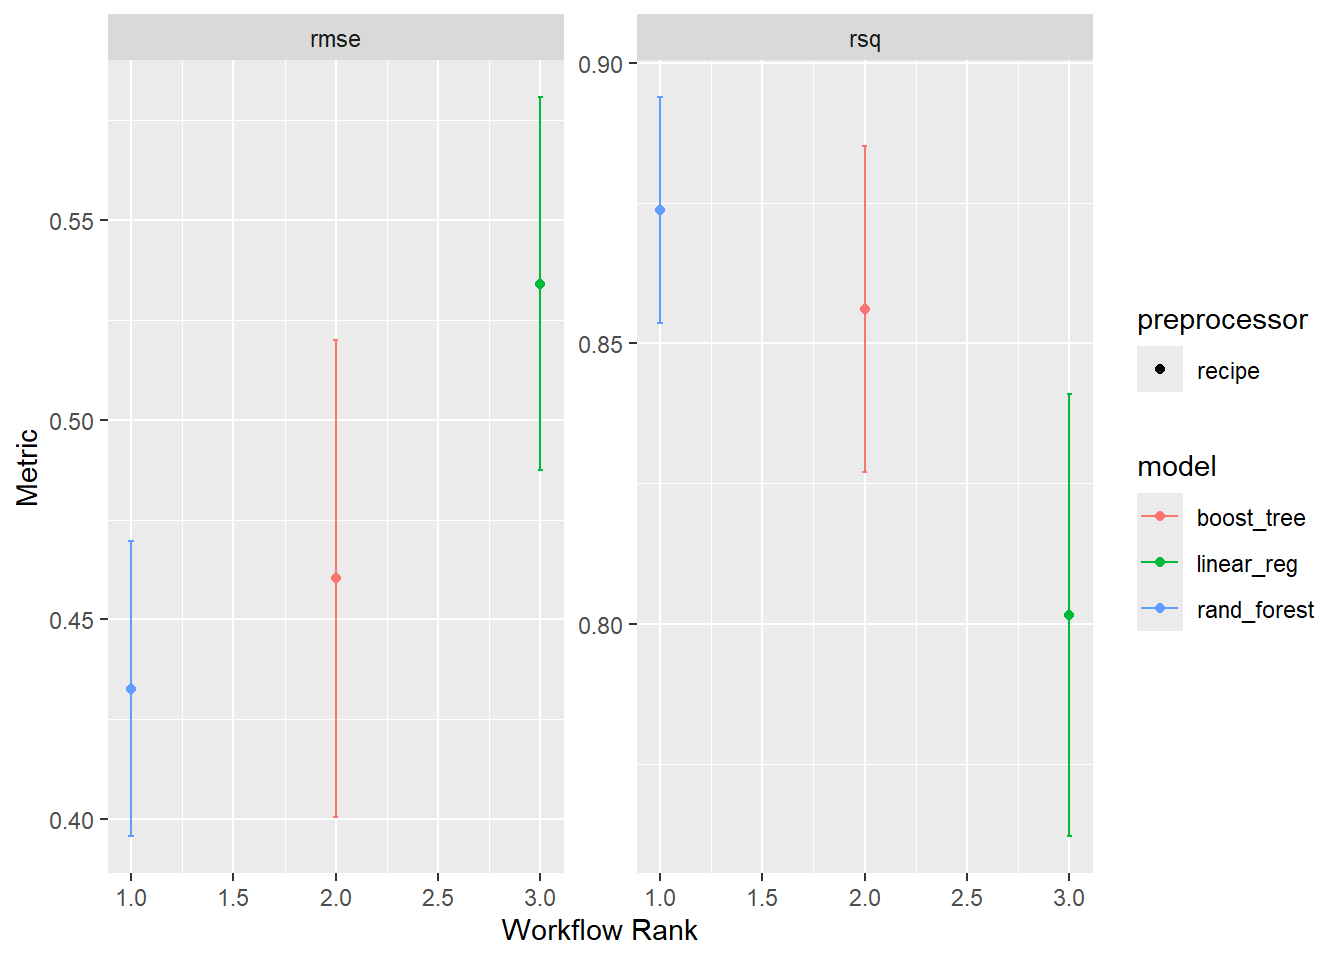 rmse
rsq
0.55
0.50
0.45
0.40
0.90
0.85
0.80
1.0 1.5 2.0 2.5 3.0
1.0 1.5 2.0 2.5 3.0
Metric
Workflow Rank
preprocessor
recipe
model
boost_tree
linear_reg
rand_forest